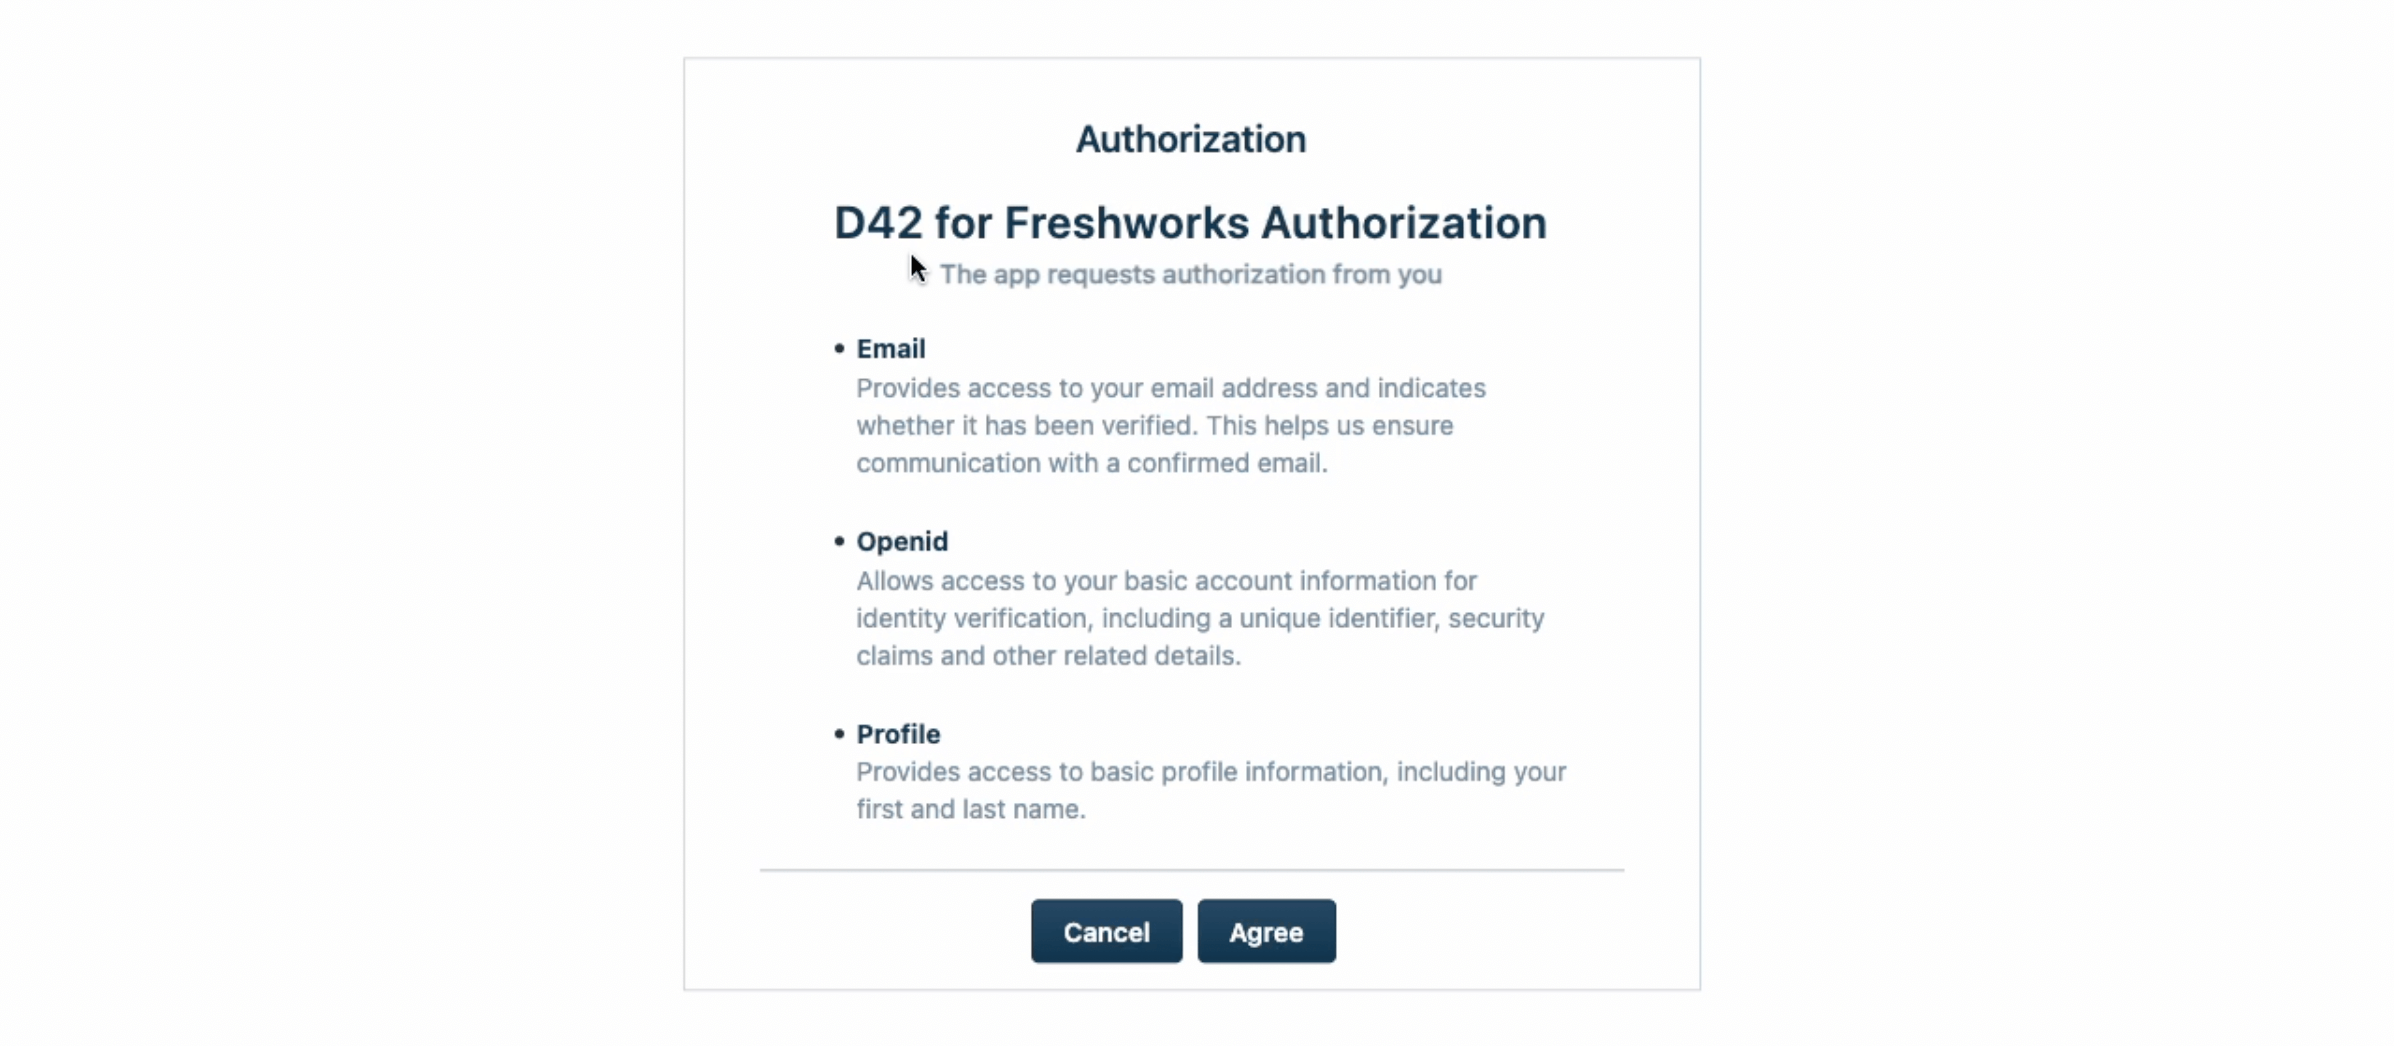 Authorization
D42 for Freshworks Authorization
The app requests authorization from you
• Email
Provides access to your email address and indicates
whether it has been verified. This helps us ensure
communication with a confirmed email.
• Openid
Allows access to your basic account information for
identity verification, including a unique identifier, security
claims and other related details.
• Profile
Provides access to basic profile information, including your
first and last name.
Cancel Agree